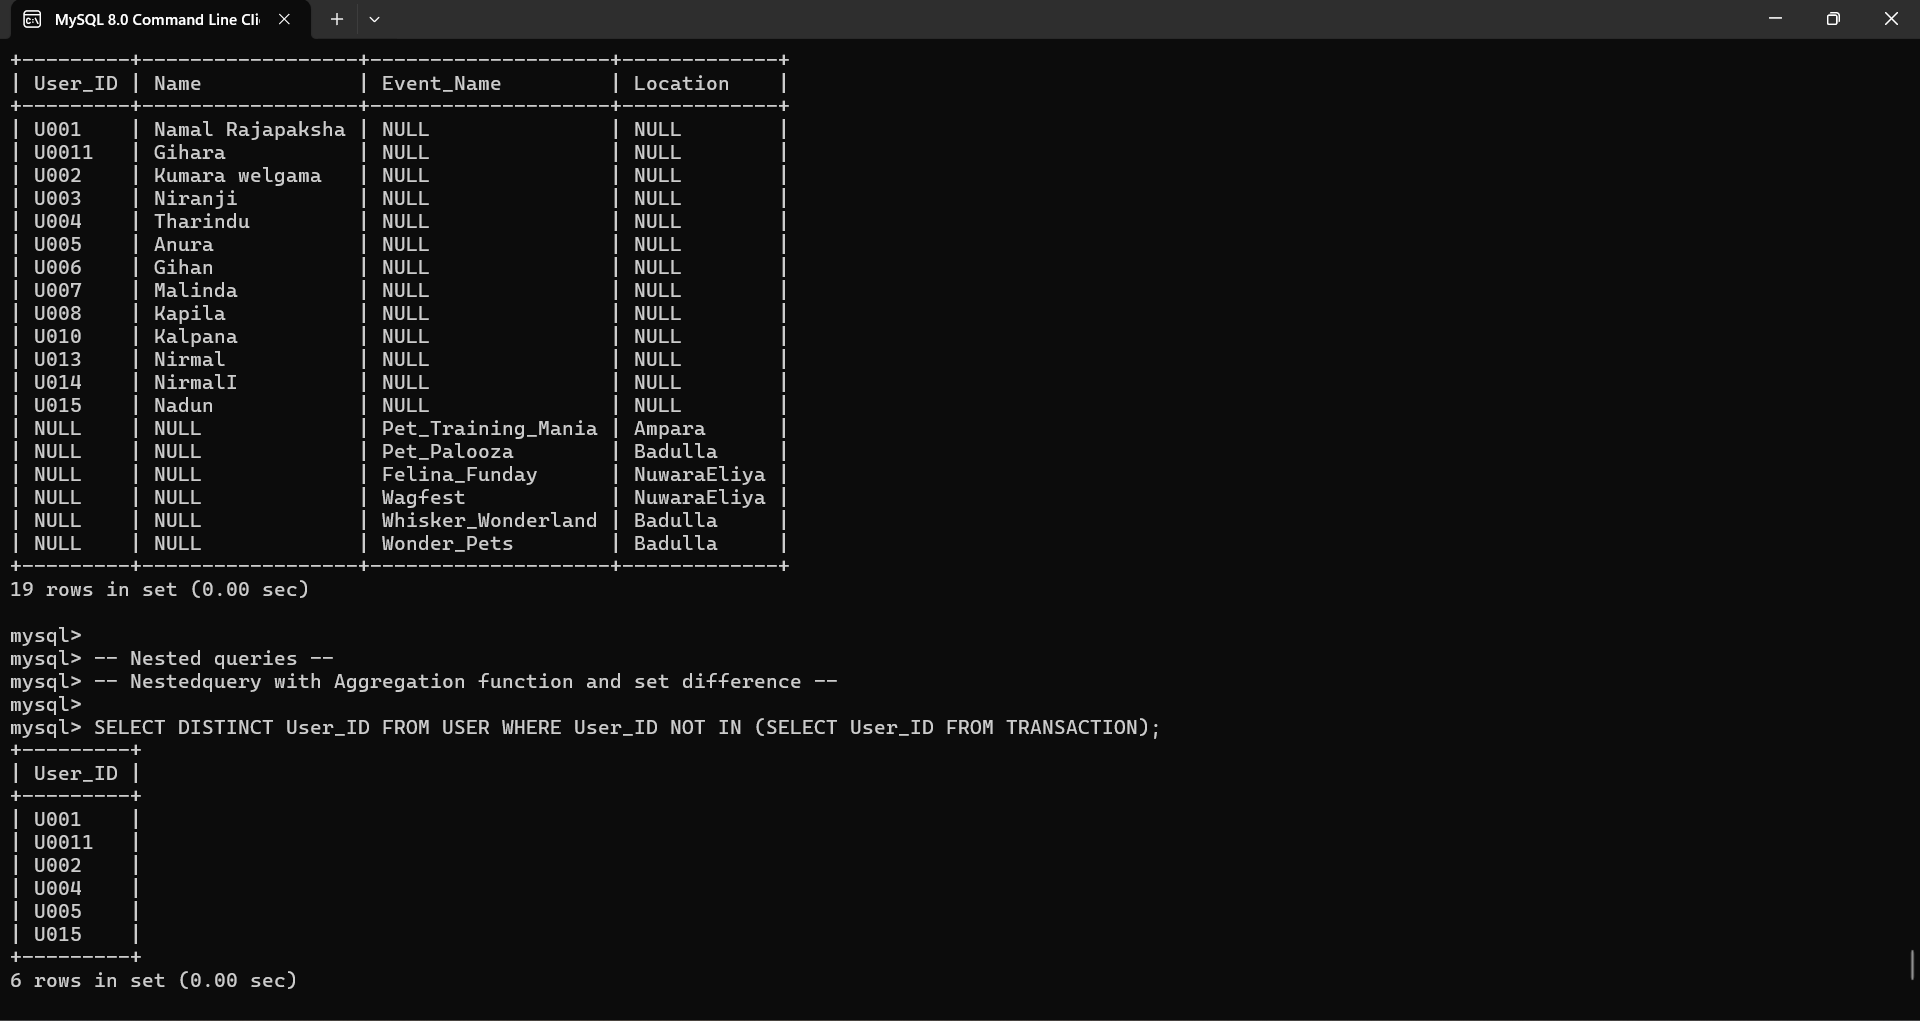 MySQL 8.0 Command Line Cli
+---------+------------------+--------------------+-------------+
| User_ID | Name             | Event_Name         | Location    |
+---------+------------------+--------------------+-------------+
| U001    | Namal Rajapaksha | NULL               | NULL        |
| U0011   | Gihara           | NULL               | NULL        |
| U002    | Kumara welgama   | NULL               | NULL        |
| U003    | Niranji          | NULL               | NULL        |
| U004    | Tharindu         | NULL               | NULL        |
| U005    | Anura            | NULL               | NULL        |
| U006    | Gihan            | NULL               | NULL        |
| U007    | Malinda          | NULL               | NULL        |
| U008    | Kapila           | NULL               | NULL        |
| U010    | Kalpana          | NULL               | NULL        |
| U013    | Nirmal           | NULL               | NULL        |
| U014    | NirmalI          | NULL               | NULL        |
| U015    | Nadun            | NULL               | NULL        |
| NULL    | NULL             | Pet_Training_Mania | Ampara      |
| NULL    | NULL             | Pet_Palooza        | Badulla     |
| NULL    | NULL             | Felina_Funday      | NuwaraEliya |
| NULL    | NULL             | Wagfest            | NuwaraEliya |
| NULL    | NULL             | Whisker_Wonderland | Badulla     |
| NULL    | NULL             | Wonder_Pets        | Badulla     |
+---------+------------------+--------------------+-------------+
19 rows in set (0.00 sec)
mysql>
mysql> -- Nested queries --
mysql> -- Nestedquery with Aggregation function and set difference --
mysql>
mysql> SELECT DISTINCT User_ID FROM USER WHERE User_ID NOT IN (SELECT User_ID FROM TRANSACTION);
+---------+
| User_ID |
+---------+
| U001    |
| U0011   |
| U002    |
| U004    |
| U005    |
| U015    |
+---------+
6 rows in set (0.00 sec)